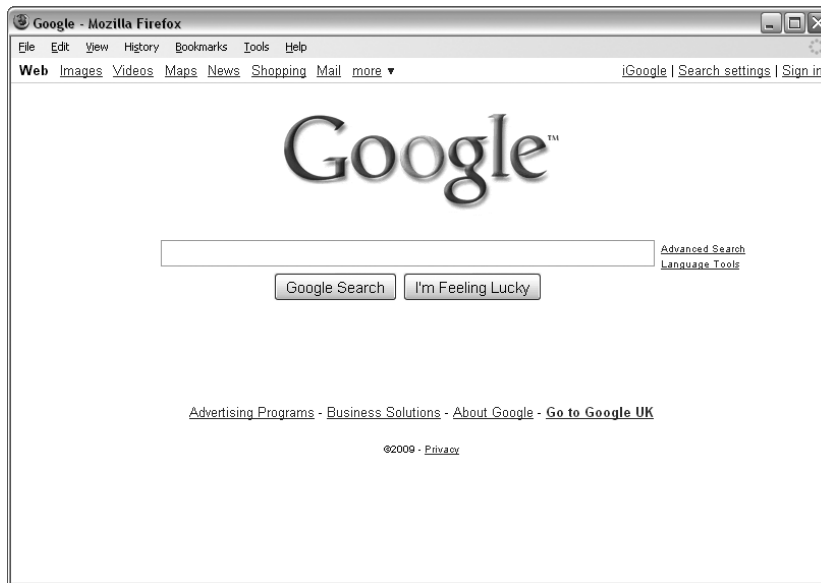 Google - Mozilla Firefox
File Edit View History Bookmarks Tools Help
Web Images Videos Maps News Shopping Mail more ▼ iGoogle | Search settings | Sign in
Google™
Advanced Search
Language Tools
Google Search I'm Feeling Lucky
Advertising Programs - Business Solutions - About Google - Go to Google UK
©2009 - Privacy